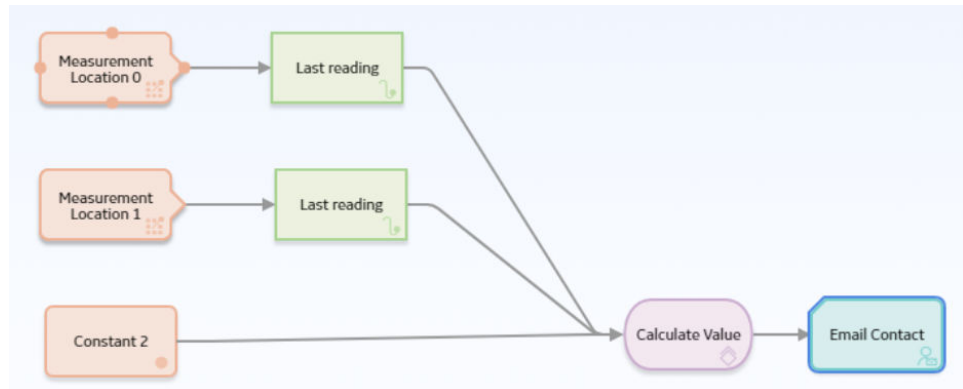 Measurement
Location 0
Last reading
Measurement
Location 1
Last reading
Constant 2
Calculate Value
Email Contact